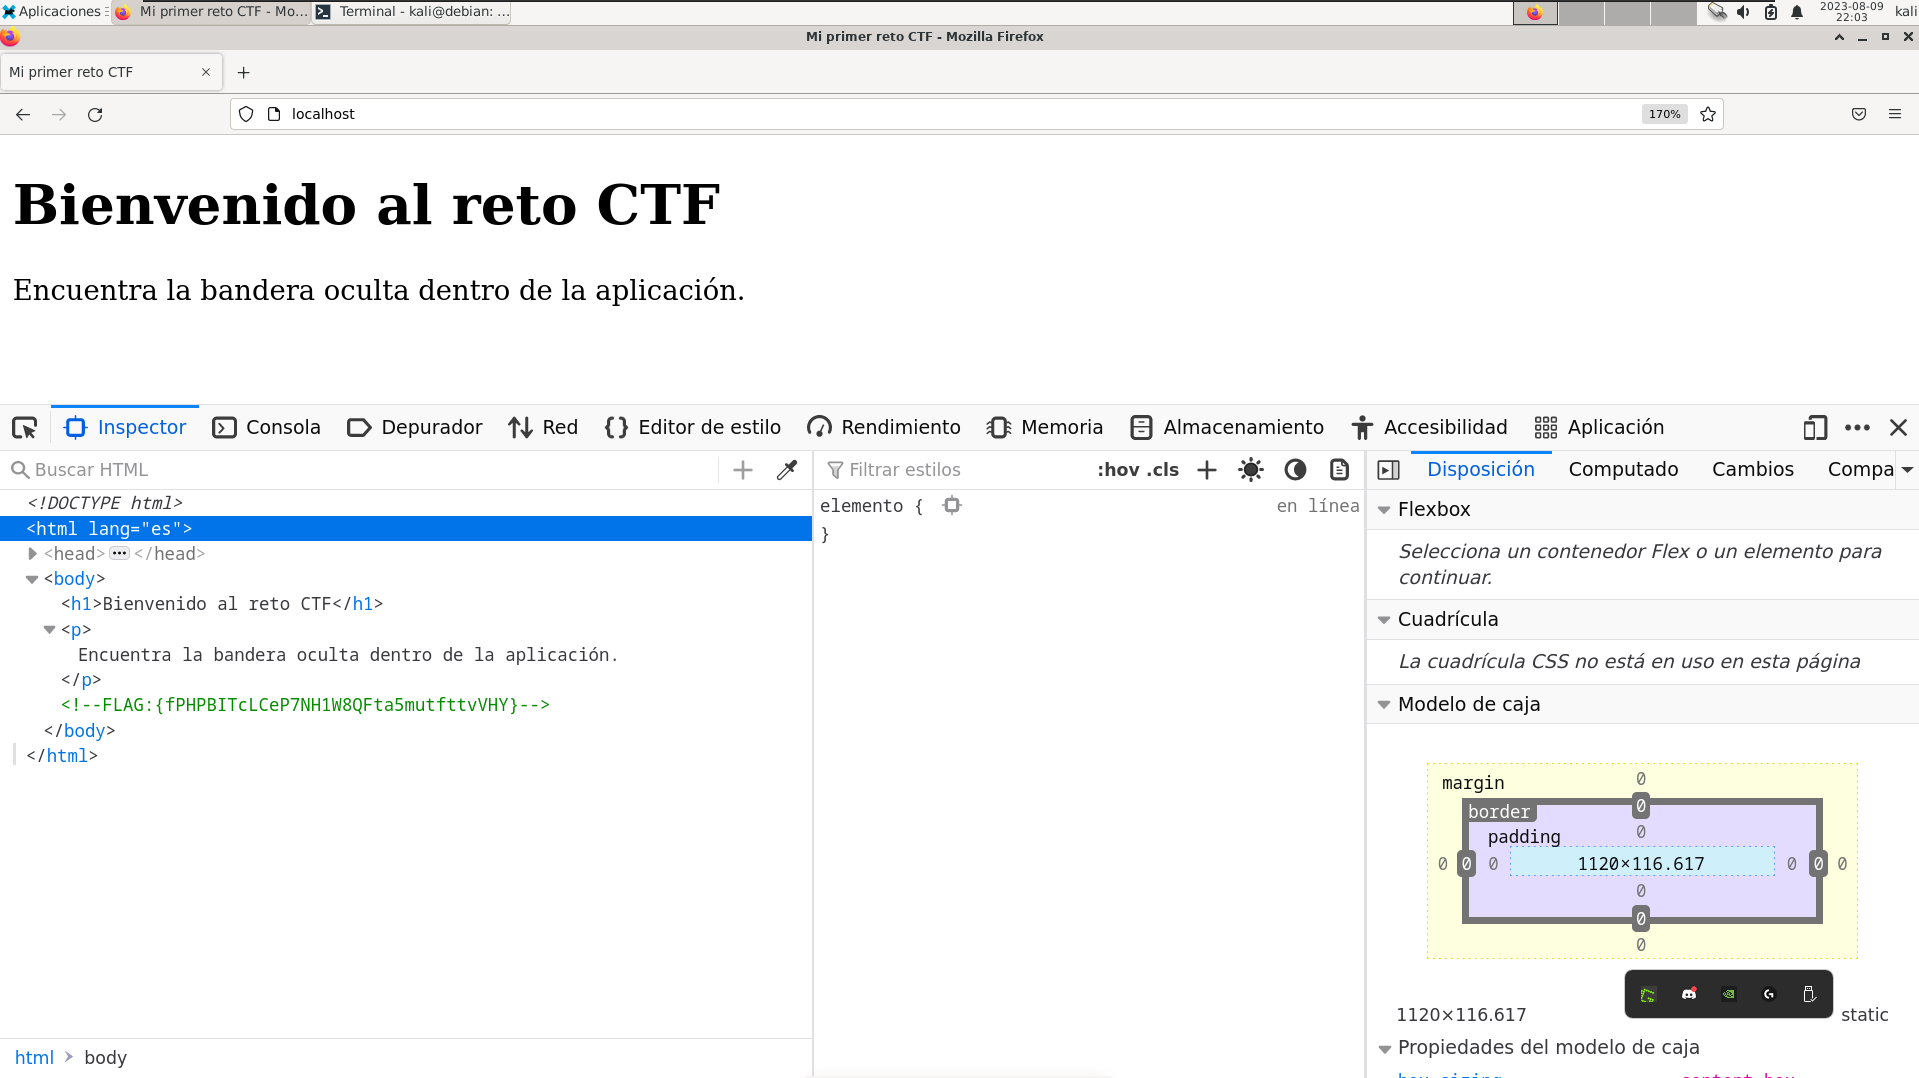 Aplicaciones
Mi primer reto CTF - Mo...
Terminal - kali@debian: ...
2023-08-09
22:03
kali
Mi primer reto CTF - Mozilla Firefox
Mi primer reto CTF
localhost
170%
Bienvenido al reto CTF
Encuentra la bandera oculta dentro de la aplicación.
Inspector
Consola
Depurador
Red
Editor de estilo
Rendimiento
Memoria
Almacenamiento
Accesibilidad
Aplicación
Buscar HTML
<!DOCTYPE html>
<html lang="es">
<head> ••• </head>
<body>
<h1>Bienvenido al reto CTF</h1>
<p>
Encuentra la bandera oculta dentro de la aplicación.
</p>
<!--FLAG:{fPHPBITcLCeP7NH1W8QFta5mutfttvVHY}-->
</body>
</html>
html > body
Filtrar estilos
:hov .cls
elemento {
en línea
}
Disposición
Computado
Cambios
Compa
Flexbox
Selecciona un contenedor Flex o un elemento para
continuar.
Cuadrícula
La cuadrícula CSS no está en uso en esta página
Modelo de caja
margin
0
border
0
padding
0
0 0 0 1120×116.617 0 0 0
0
0
0
1120×116.617
static
Propiedades del modelo de caja